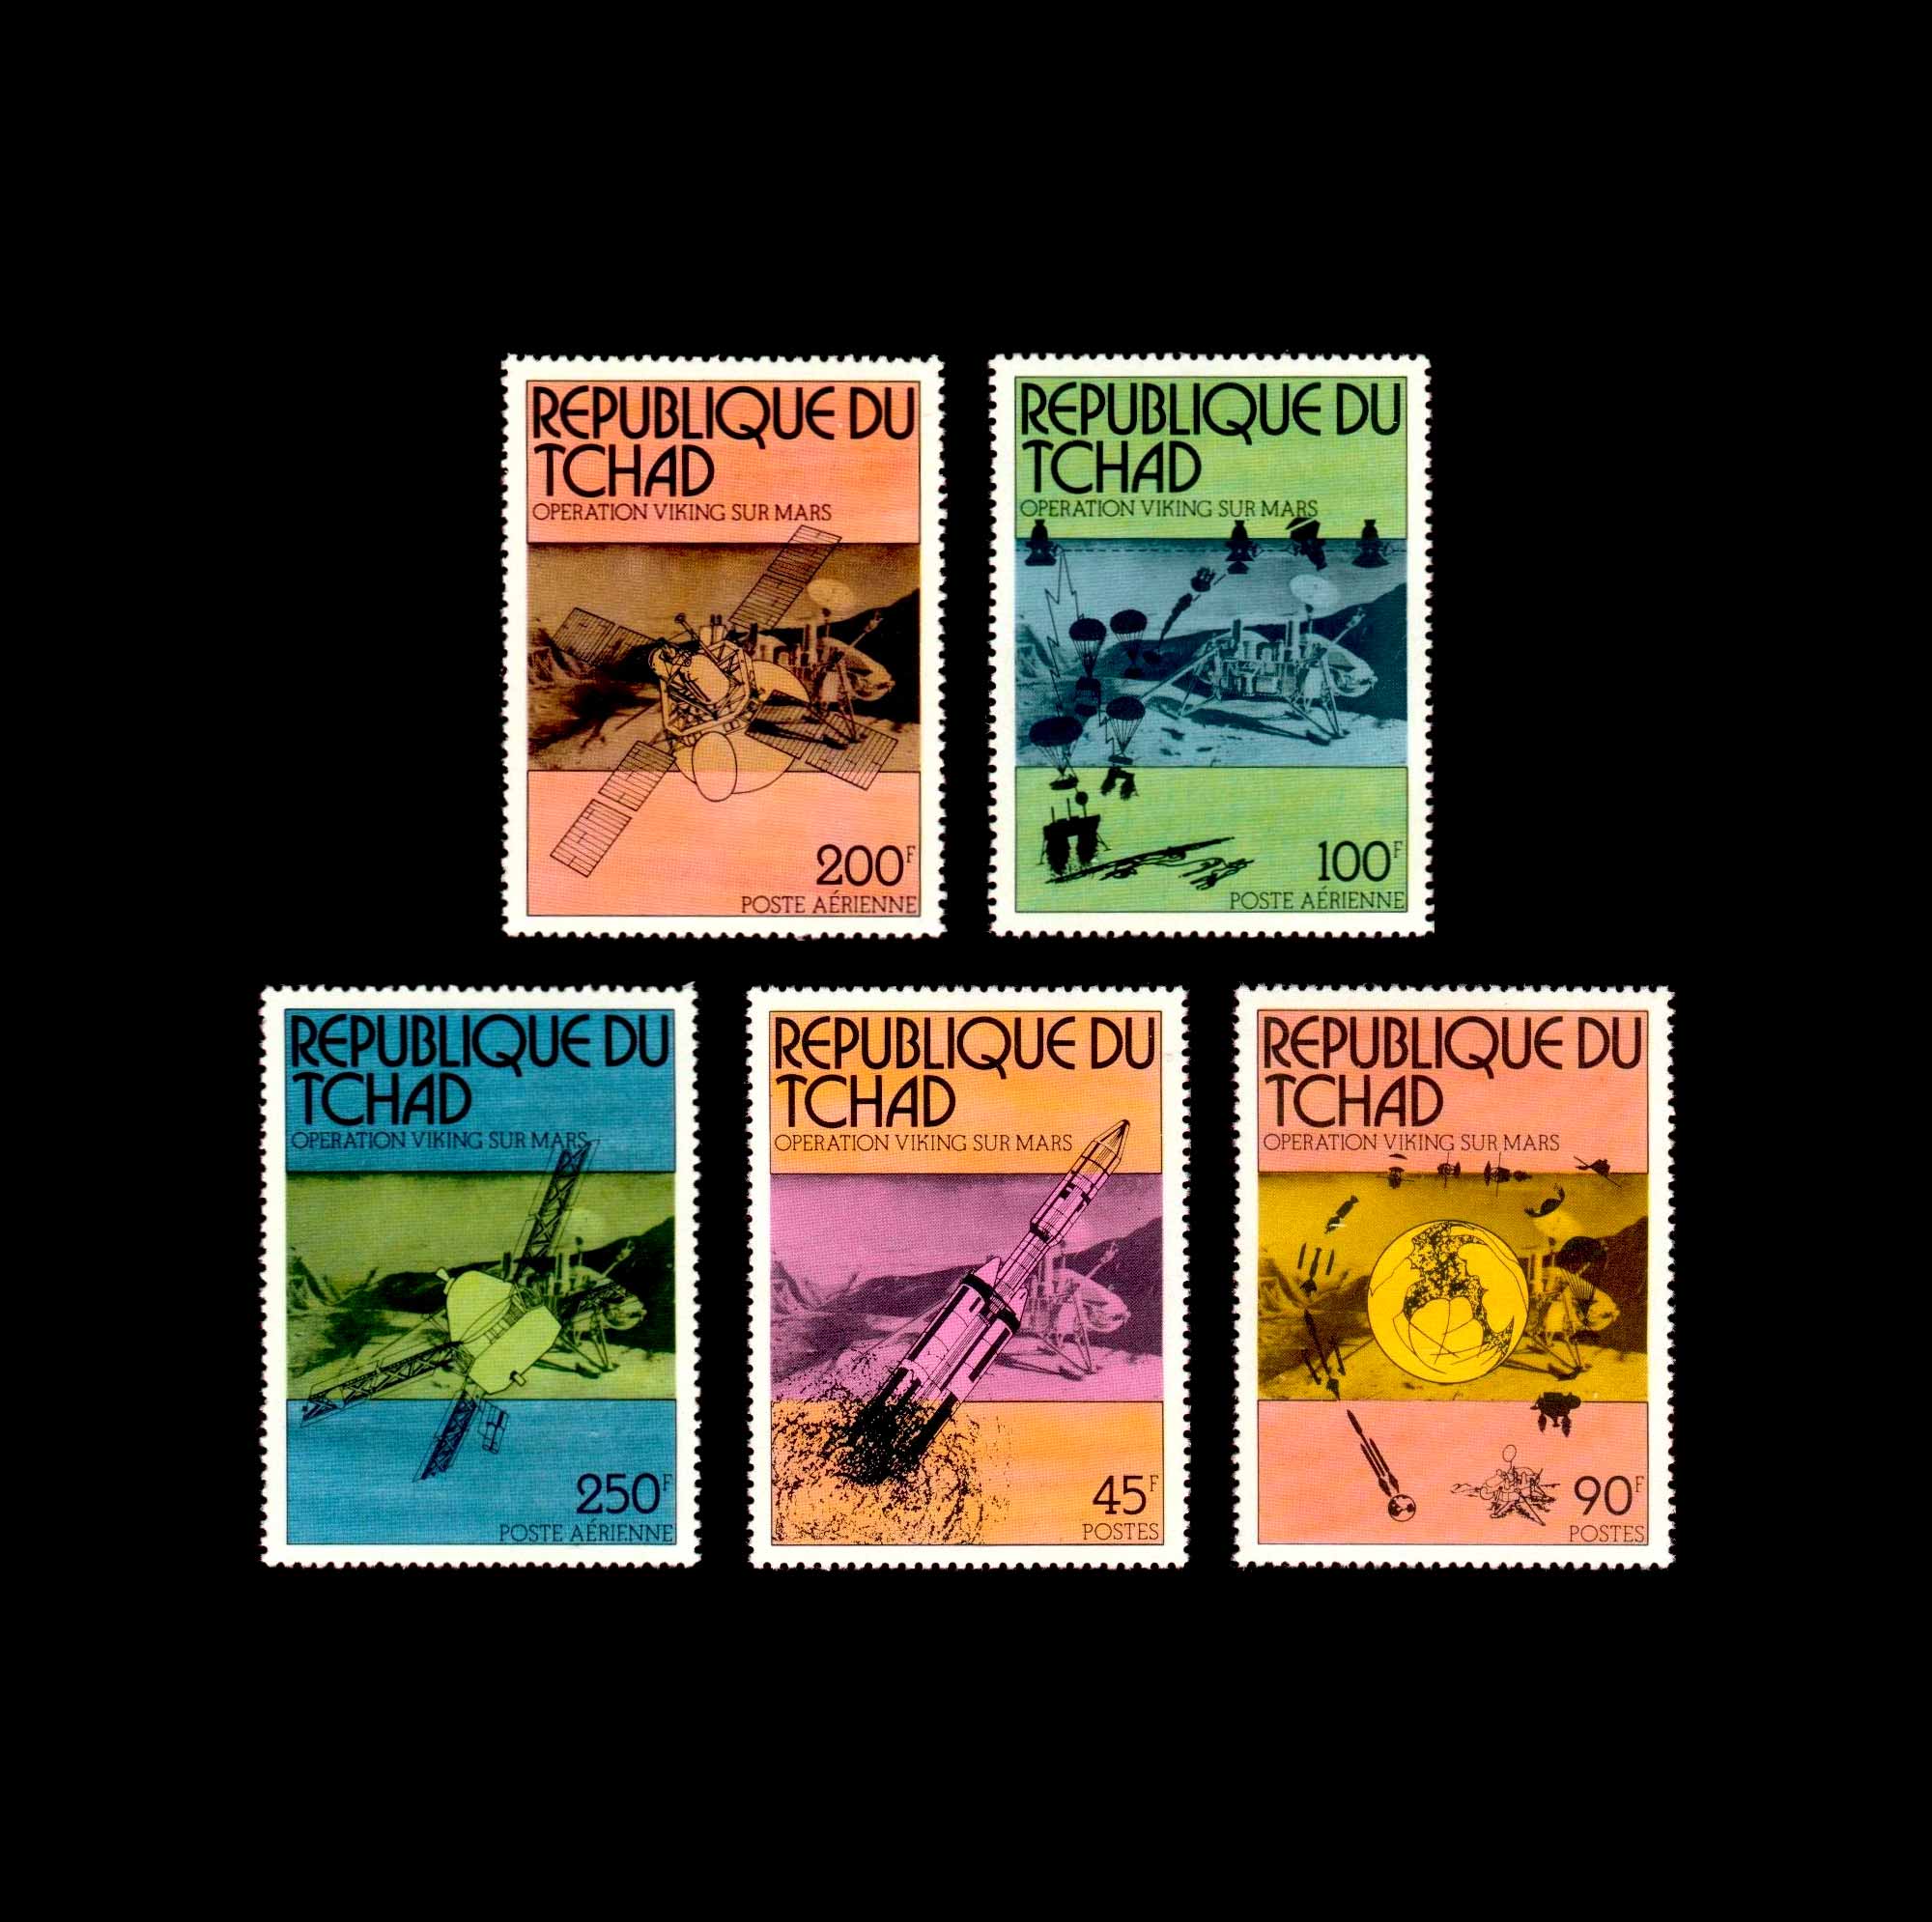 REPUBLIQUE DU
TCHAD
OPERATION VIKING SUR MARS
200F
POSTE AÉRIENNE
REPUBLIQUE DU
TCHAD
OPERATION VIKING SUR MARS
100F
POSTE AÉRIENNE
REPUBLIQUE DU
TCHAD
OPERATION VIKING SUR MARS
250F
POSTE AÉRIENNE
REPUBLIQUE DU
TCHAD
OPERATION VIKING SUR MARS
45F
POSTES
REPUBLIQUE DU
TCHAD
OPERATION VIKING SUR MARS
90F
POSTES